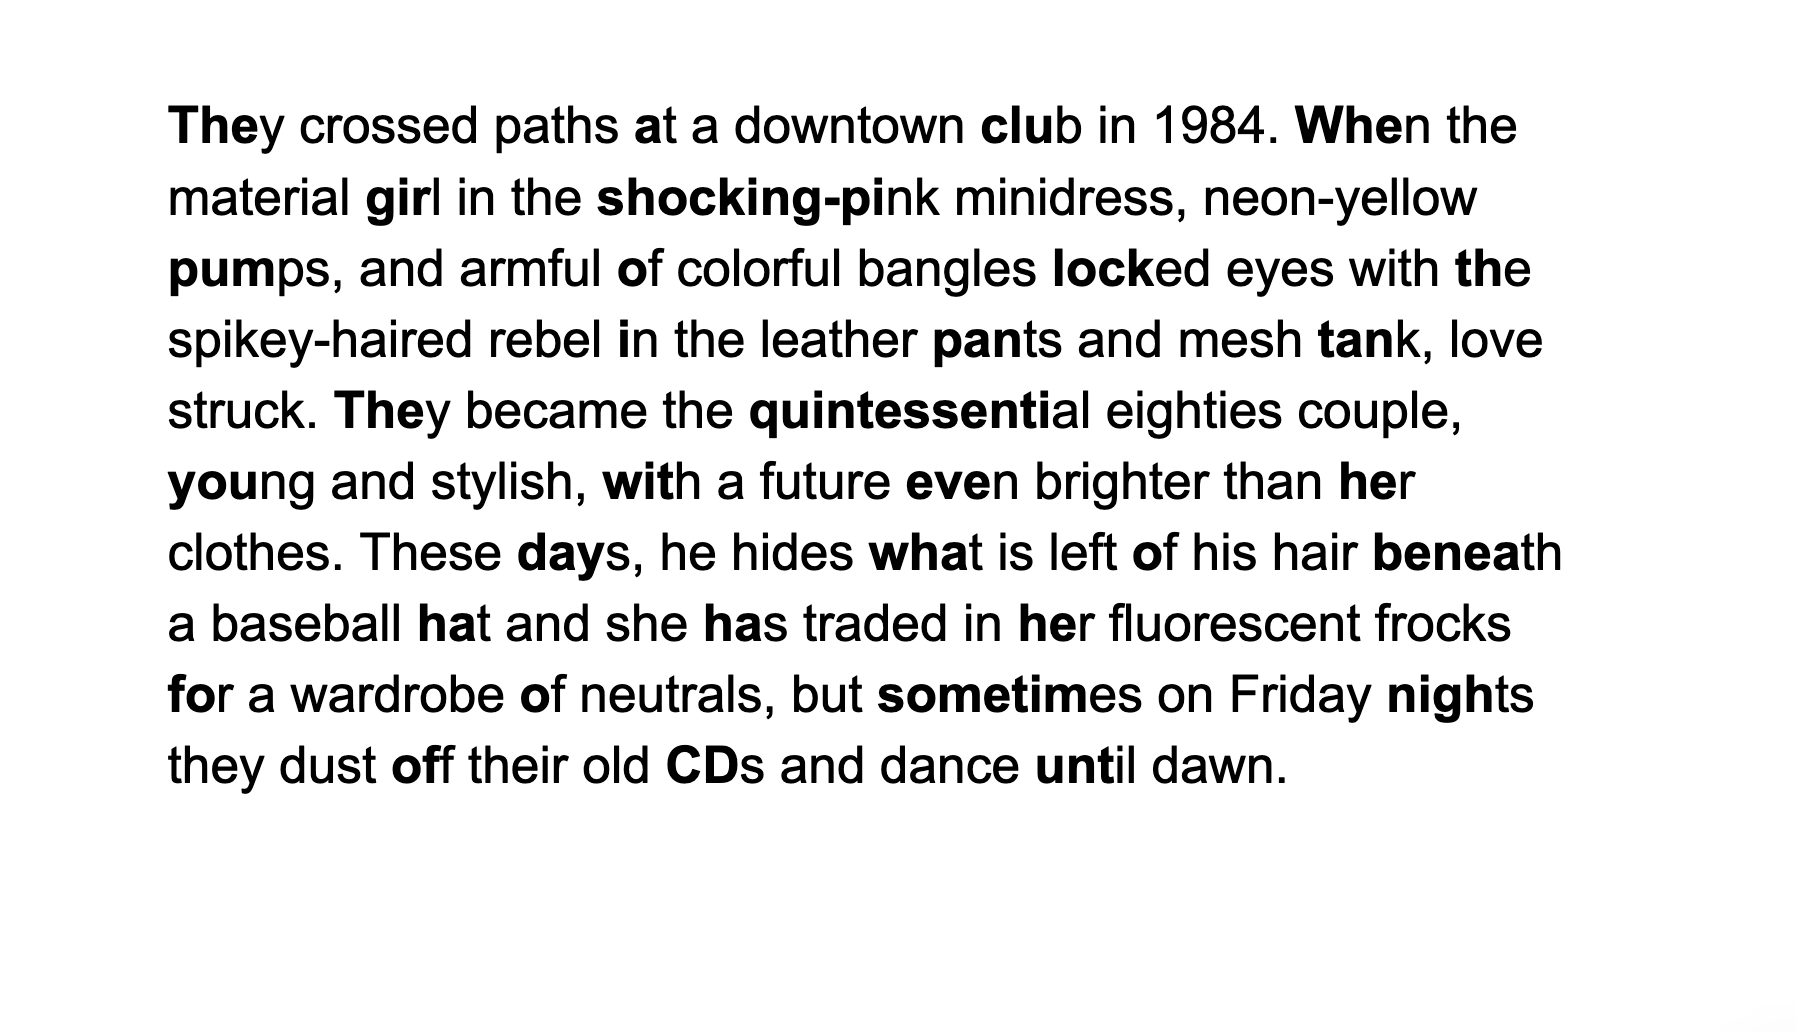 They crossed paths at a downtown club in 1984. When the
material girl in the shocking-pink minidress, neon-yellow
pumps, and armful of colorful bangles locked eyes with the
spikey-haired rebel in the leather pants and mesh tank, love
struck. They became the quintessential eighties couple,
young and stylish, with a future even brighter than her
clothes. These days, he hides what is left of his hair beneath
a baseball hat and she has traded in her fluorescent frocks
for a wardrobe of neutrals, but sometimes on Friday nights
they dust off their old CDs and dance until dawn.